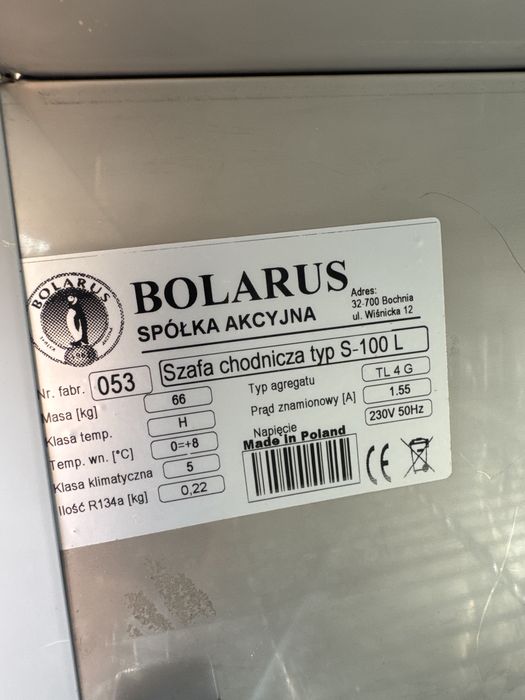 BOLARUS
BOLARUS
SPÓŁKA AKCYJNA
Adres:
32-700 Bochnia
ul. Wiśnicka 12
Nr. fabr. 053
Szafa chodnicza typ S-100 L
Masa [kg] 66
Klasa temp. H
Temp. wn. [°C] 0=+8
Klasa klimatyczna 5
Ilość R134a [kg] 0,22
Typ agregatu TL 4 G
Prąd znamionowy [A] 1.55
Napięcie 230V 50Hz
Made in Poland
CE